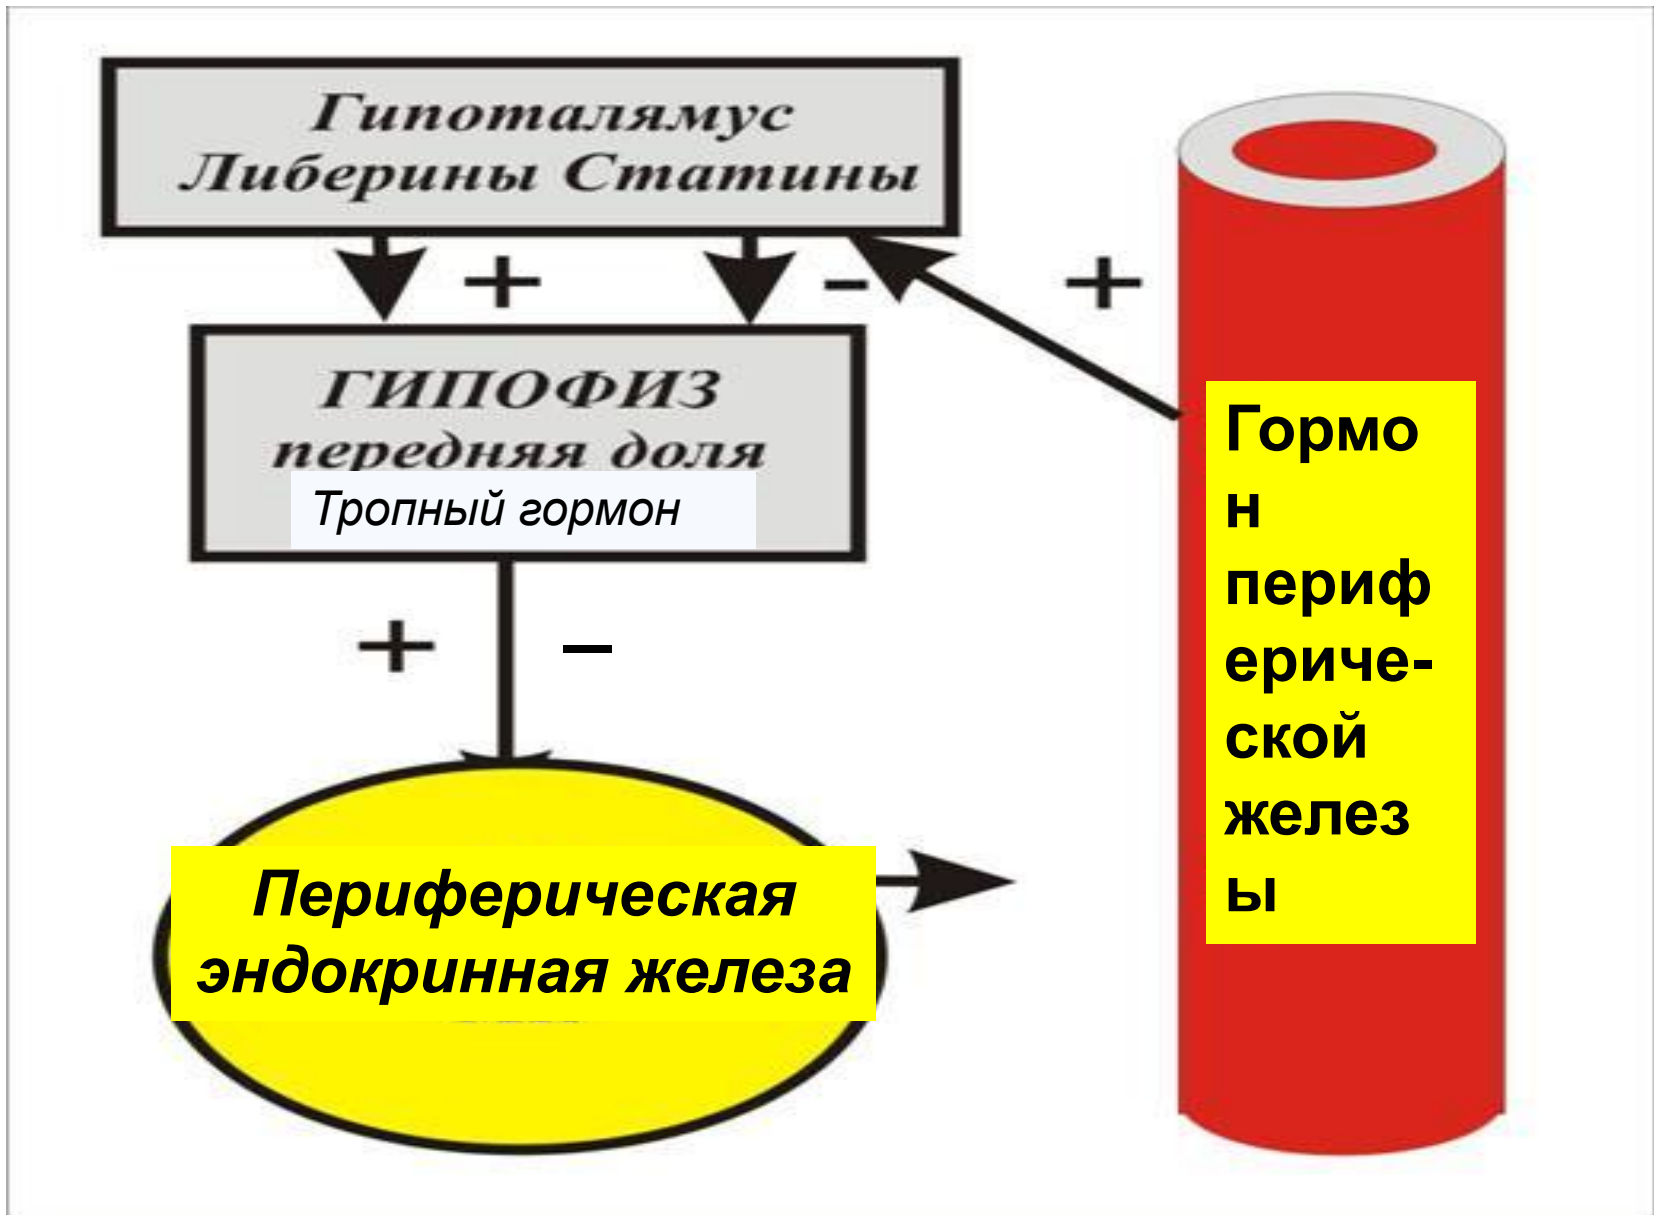 Гипоталямус
Либерины Статины
+
-
+
ГИПОФИЗ
передняя доля
Тропный гормон
+
–
Периферическая
эндокринная железа
Гормо
н
периф
ериче-
ской
желез
ы